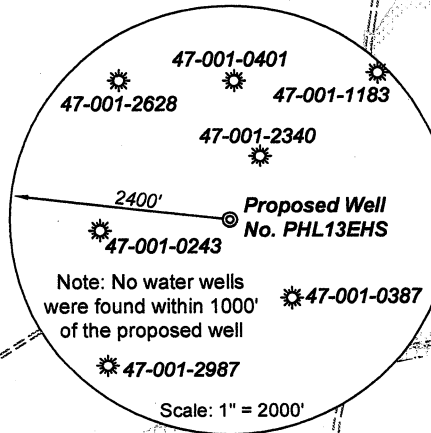 47-001-0401
47-001-2628
47-001-1183
47-001-2340
2400'
Proposed Well
No. PHL13EHS
47-001-0243
Note: No water wells
were found within 1000'
of the proposed well
47-001-0387
47-001-2987
Scale: 1" = 2000'